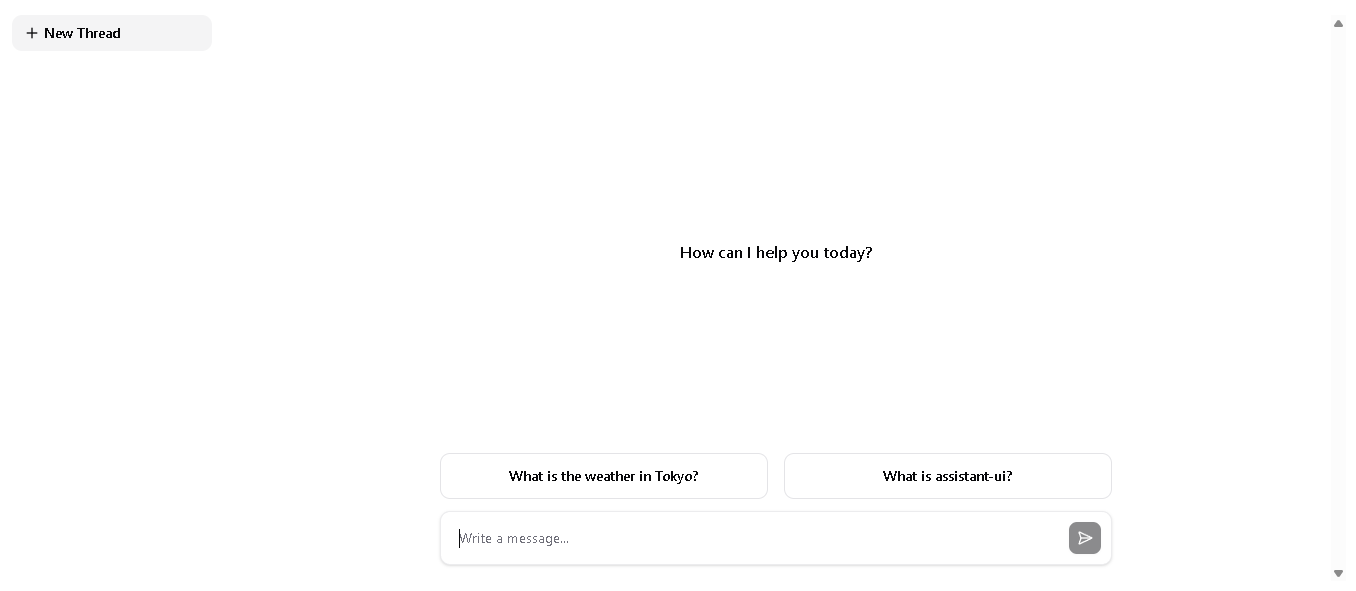 New Thread
How can I help you today?
What is the weather in Tokyo?
What is assistant-ui?
Write a message...